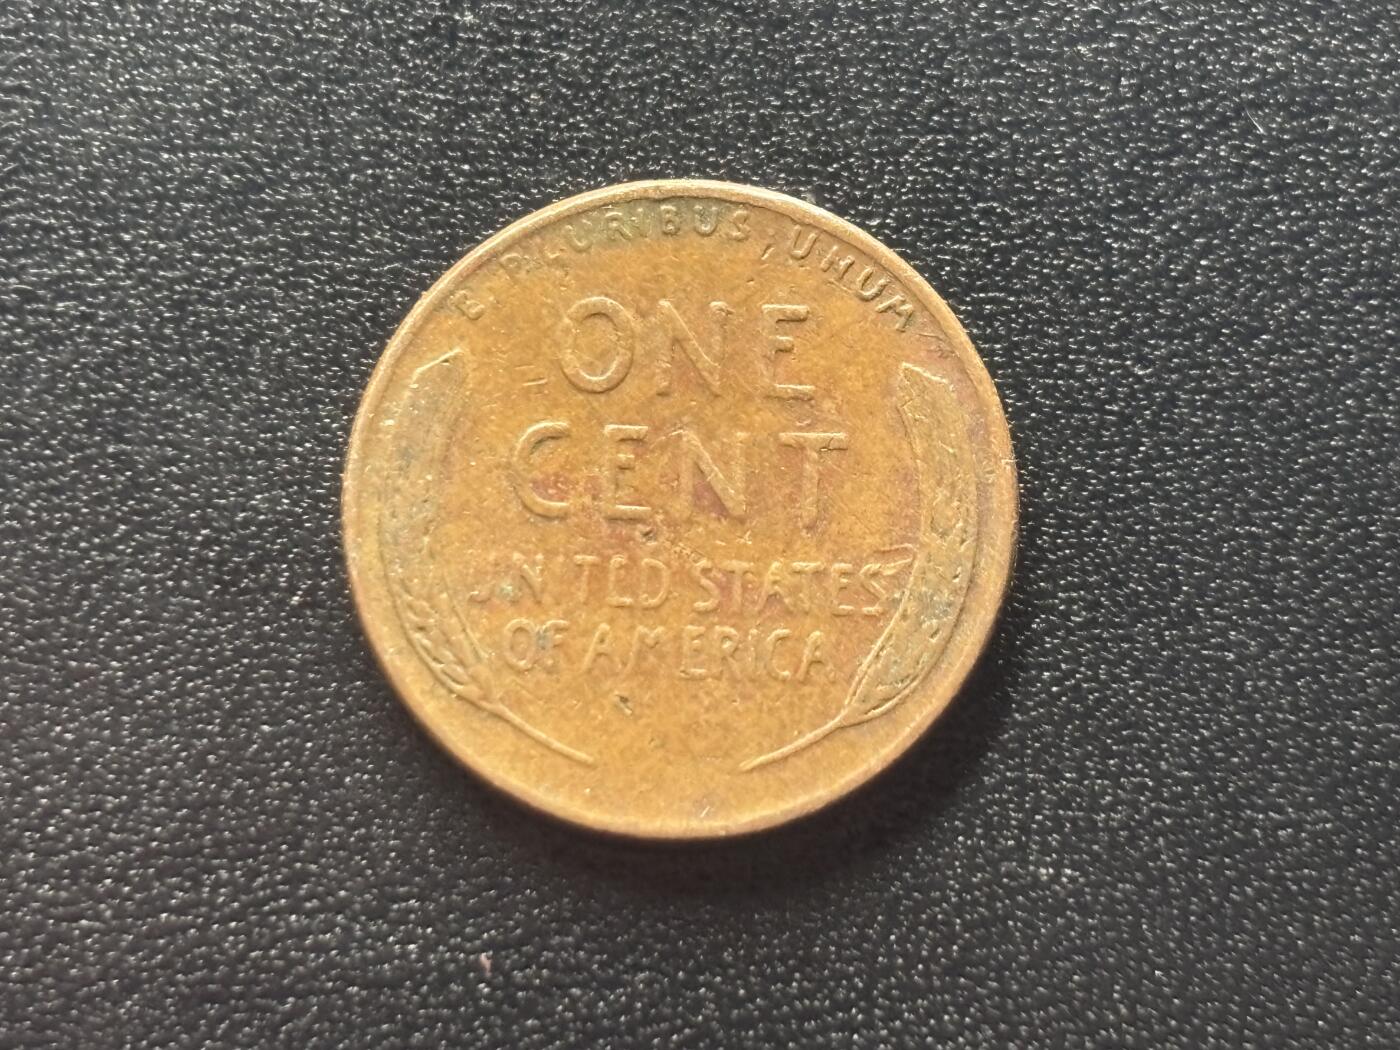 E. PLURIBUS, UNUM
ONE
CENT
UNITED STATES
OF AMERICA